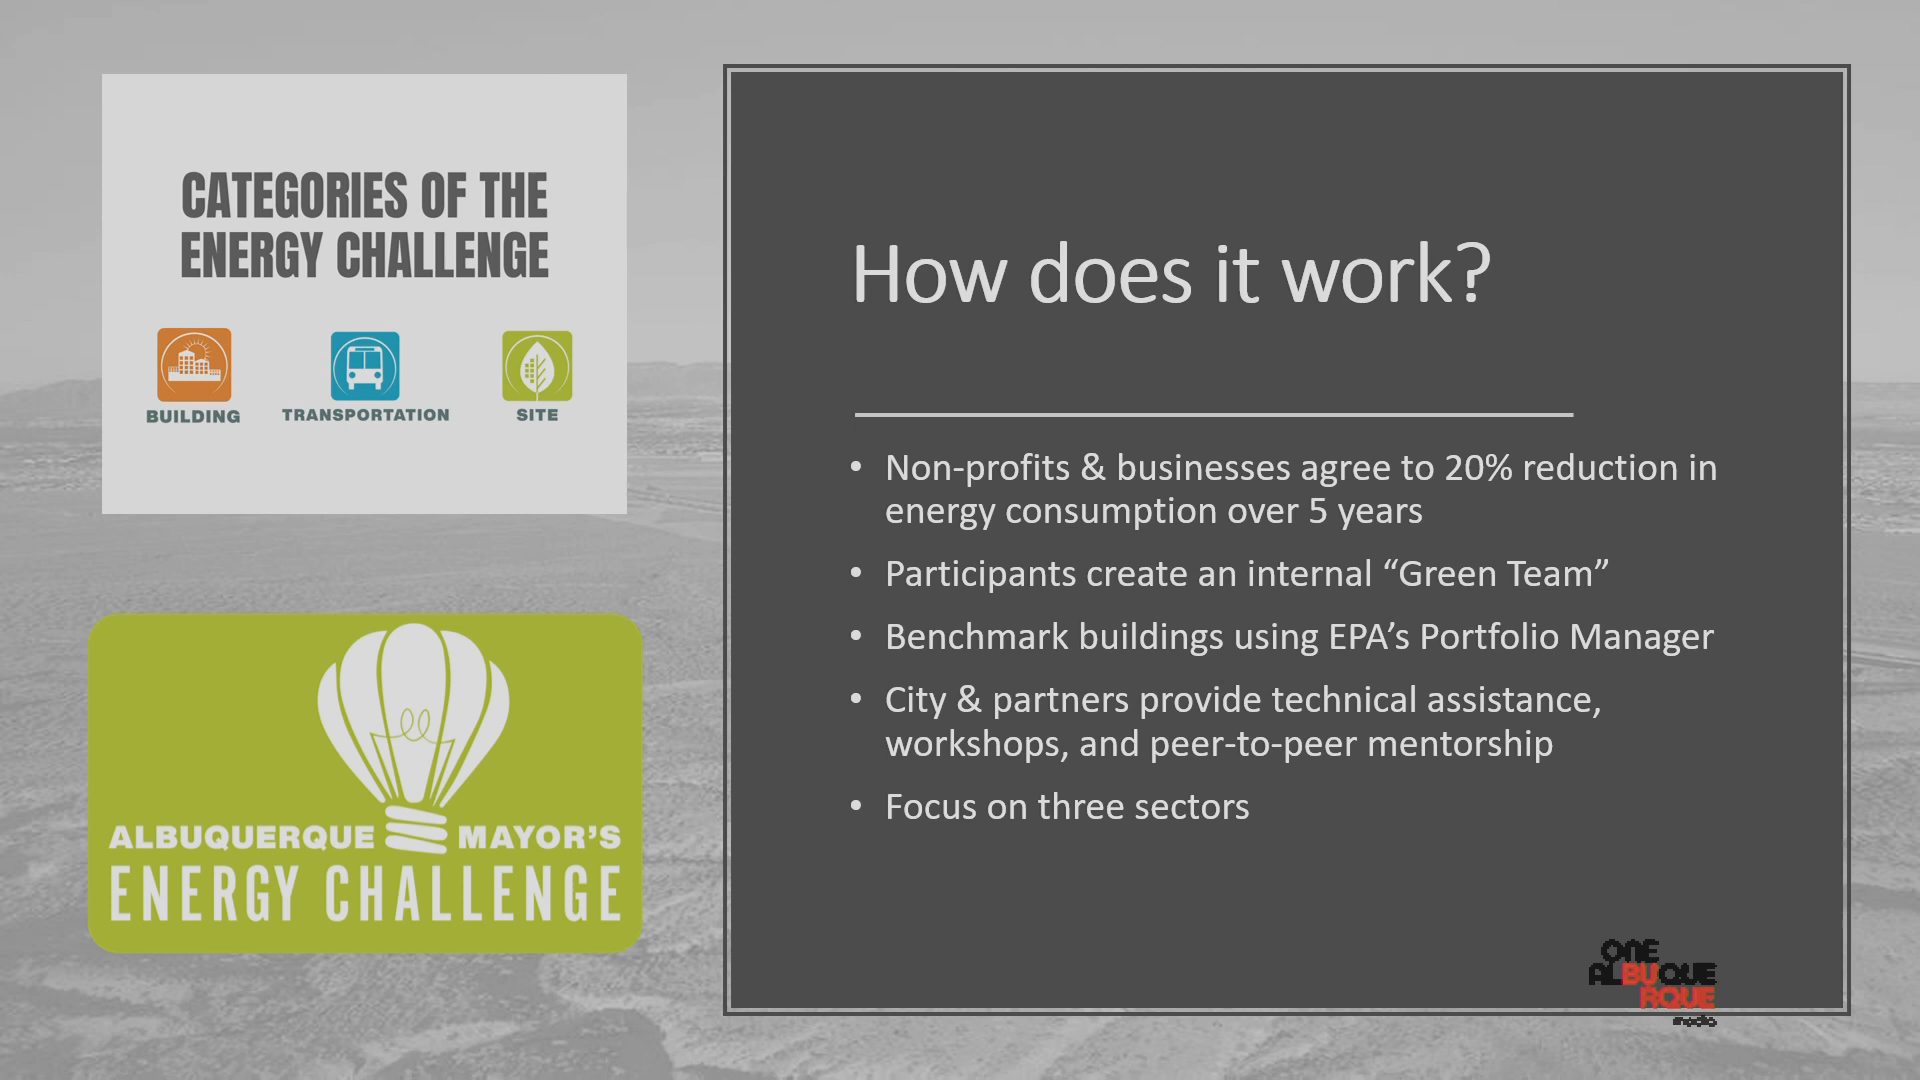 CATEGORIES OF THE
ENERGY CHALLENGE
BUILDING
TRANSPORTATION
SITE
ALBUQUERQUE MAYOR'S
ENERGY CHALLENGE
How does it work?
• Non-profits & businesses agree to 20% reduction in
energy consumption over 5 years
• Participants create an internal “Green Team”
• Benchmark buildings using EPA’s Portfolio Manager
• City & partners provide technical assistance,
workshops, and peer-to-peer mentorship
• Focus on three sectors
ONE
ALBUQUE
RQUE
media